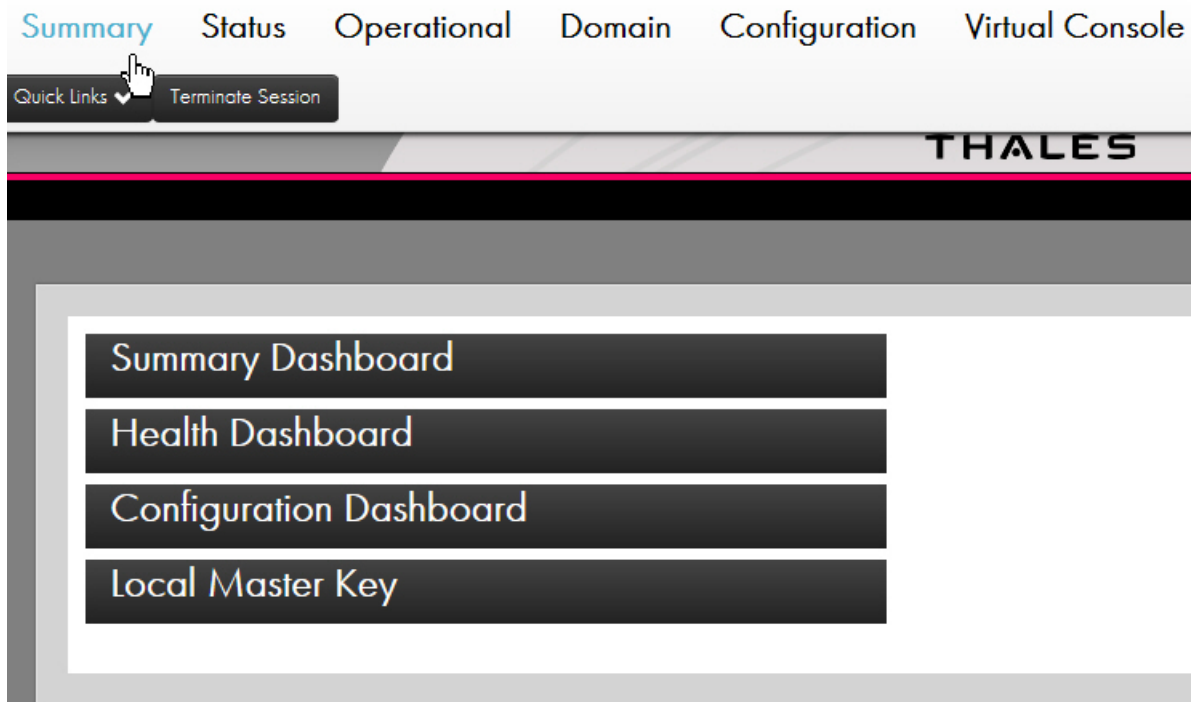 Summary Status Operational Domain Configuration Virtual Console
Quick Links Terminate Session
THALES
Summary Dashboard
Health Dashboard
Configuration Dashboard
Local Master Key